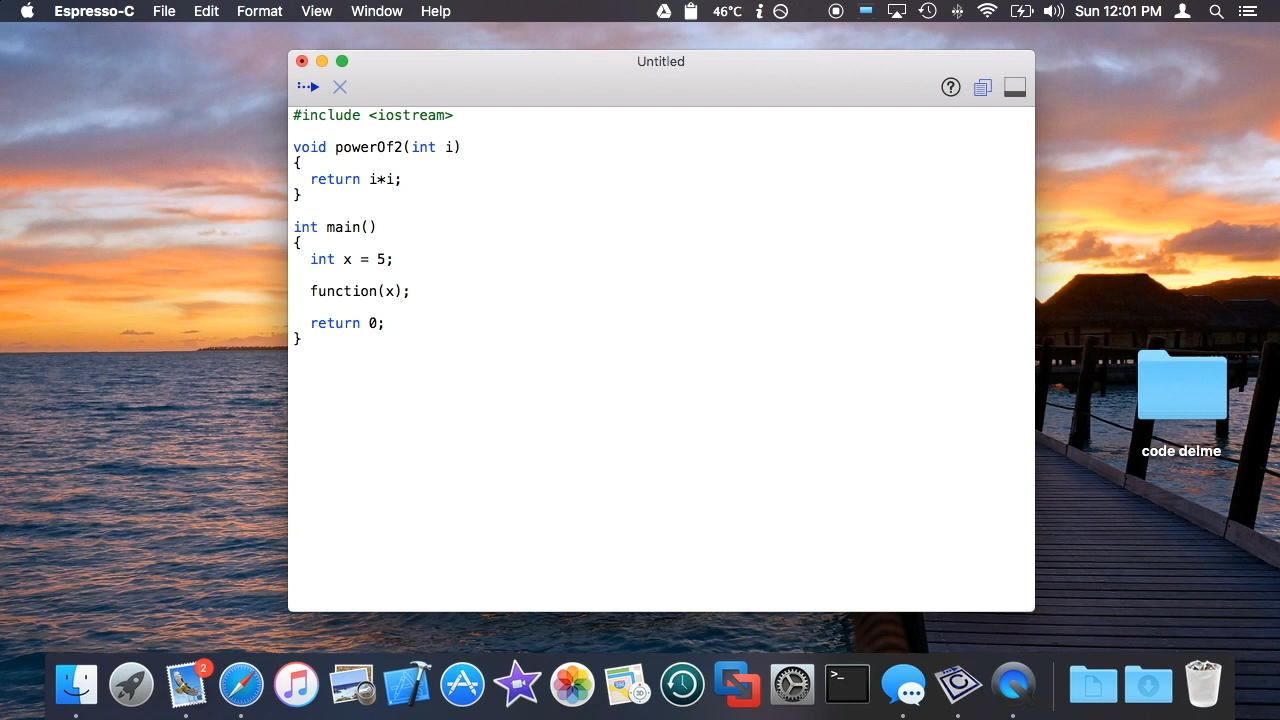 Espresso-C File Edit Format View Window Help 46°C Sun 12:01 PM
Untitled
#include <iostream>
void powerOf2(int i)
{
return i*i;
}
int main()
{
int x = 5;
function(x);
return 0;
}
code delme
2